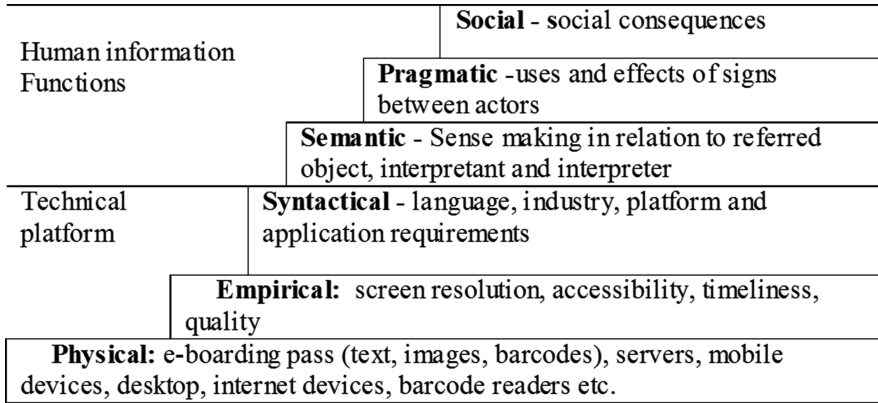 Social - social consequences
Human information
Functions
Pragmatic -uses and effects of signs
between actors
Semantic - Sense making in relation to referred
object, interpretant and interpreter
Technical
platform
Syntactical - language, industry, platform and
application requirements
Empirical: screen resolution, accessibility, timeliness,
quality
Physical: e-boarding pass (text, images, barcodes), servers, mobile
devices, desktop, internet devices, barcode readers etc.